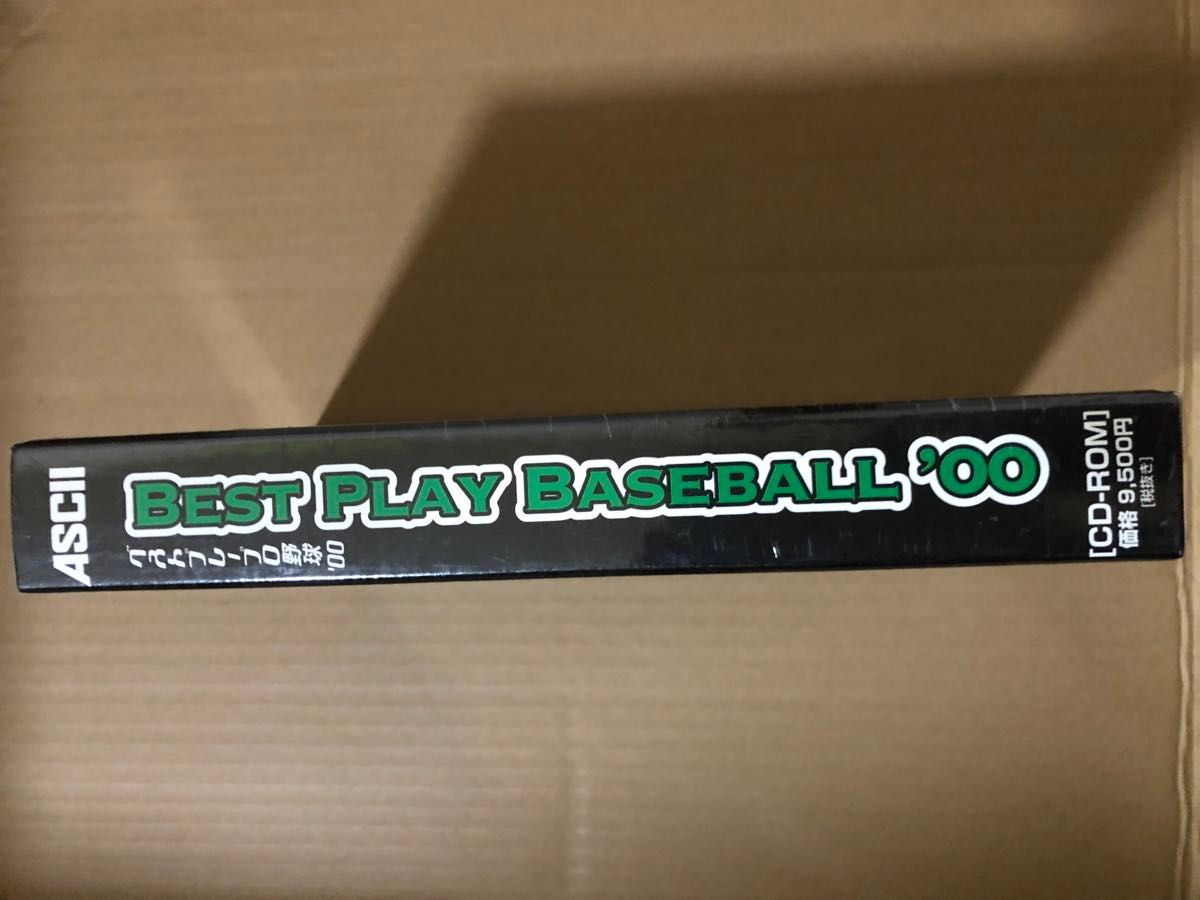 ASCII
BEST PLAY BASEBALL '00
ベストプレープロ野球'00
[CD-ROM]
価格 9,500円
[税抜き]